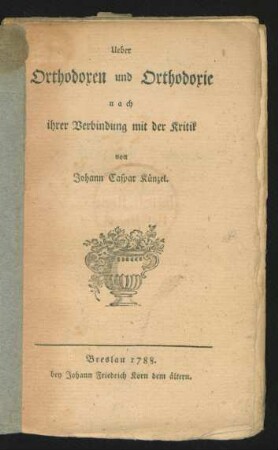 Ueber
Orthodoxen und Orthodoxie
nach
ihrer Verbindung mit der Kritik
von
Johann Caspar Künzel.
Breslau 1788.
bey Johann Friedrich Korn dem ältern.